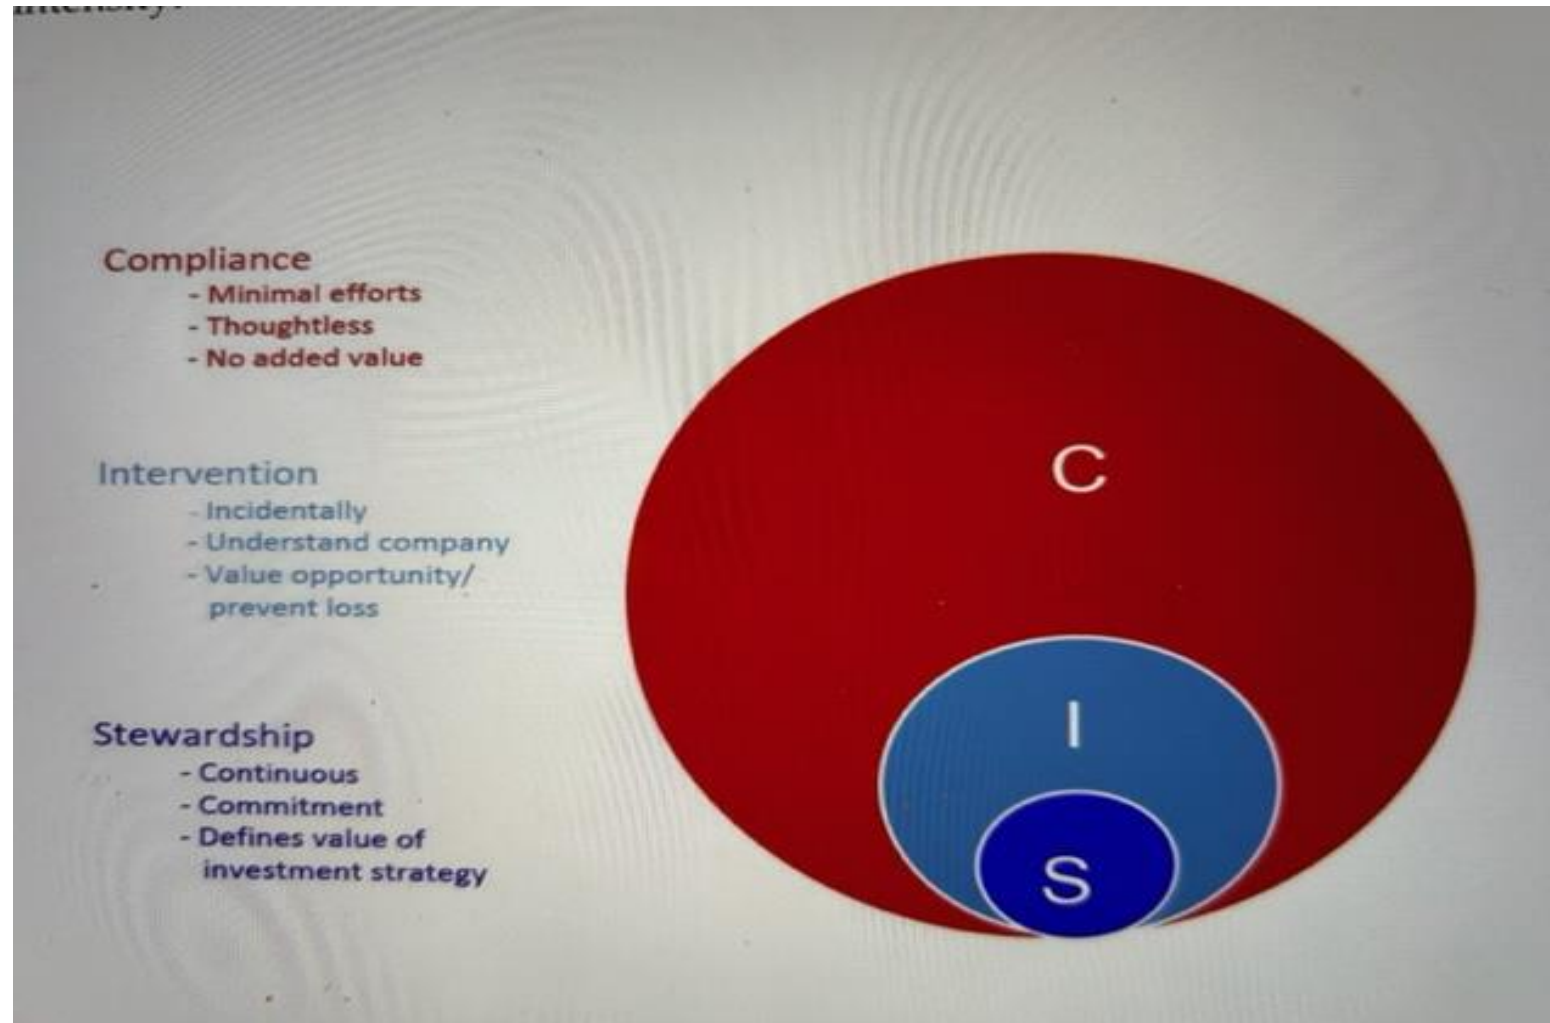 intensity.
Compliance
- Minimal efforts
- Thoughtless
- No added value
Intervention
- Incidentally
- Understand company
- Value opportunity/
prevent loss
Stewardship
- Continuous
- Commitment
- Defines value of
investment strategy
C
I
S